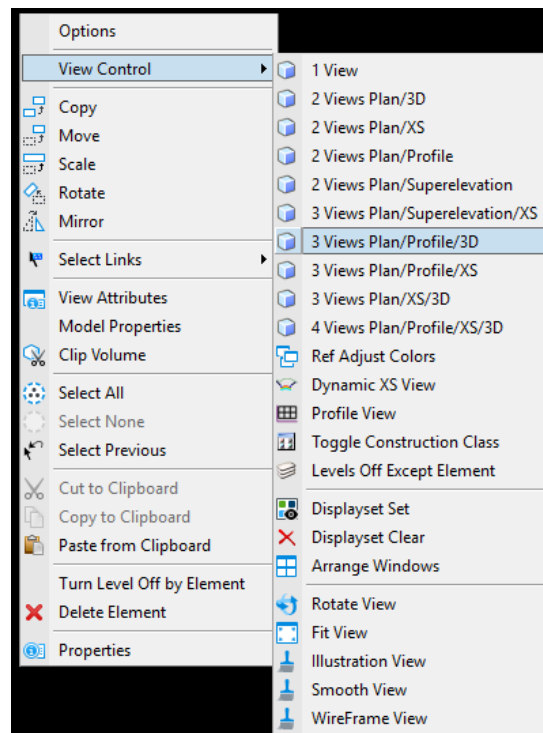 Options
View Control
Copy
Move
Scale
Rotate
Mirror
Select Links
View Attributes
Model Properties
Clip Volume
Select All
Select None
Select Previous
Cut to Clipboard
Copy to Clipboard
Paste from Clipboard
Turn Level Off by Element
Delete Element
Properties
1 View
2 Views Plan/3D
2 Views Plan/XS
2 Views Plan/Profile
2 Views Plan/Superelevation
3 Views Plan/Superelevation/XS
3 Views Plan/Profile/3D
3 Views Plan/Profile/XS
3 Views Plan/XS/3D
4 Views Plan/Profile/XS/3D
Ref Adjust Colors
Dynamic XS View
Profile View
Toggle Construction Class
Levels Off Except Element
Displayset Set
Displayset Clear
Arrange Windows
Rotate View
Fit View
Illustration View
Smooth View
WireFrame View